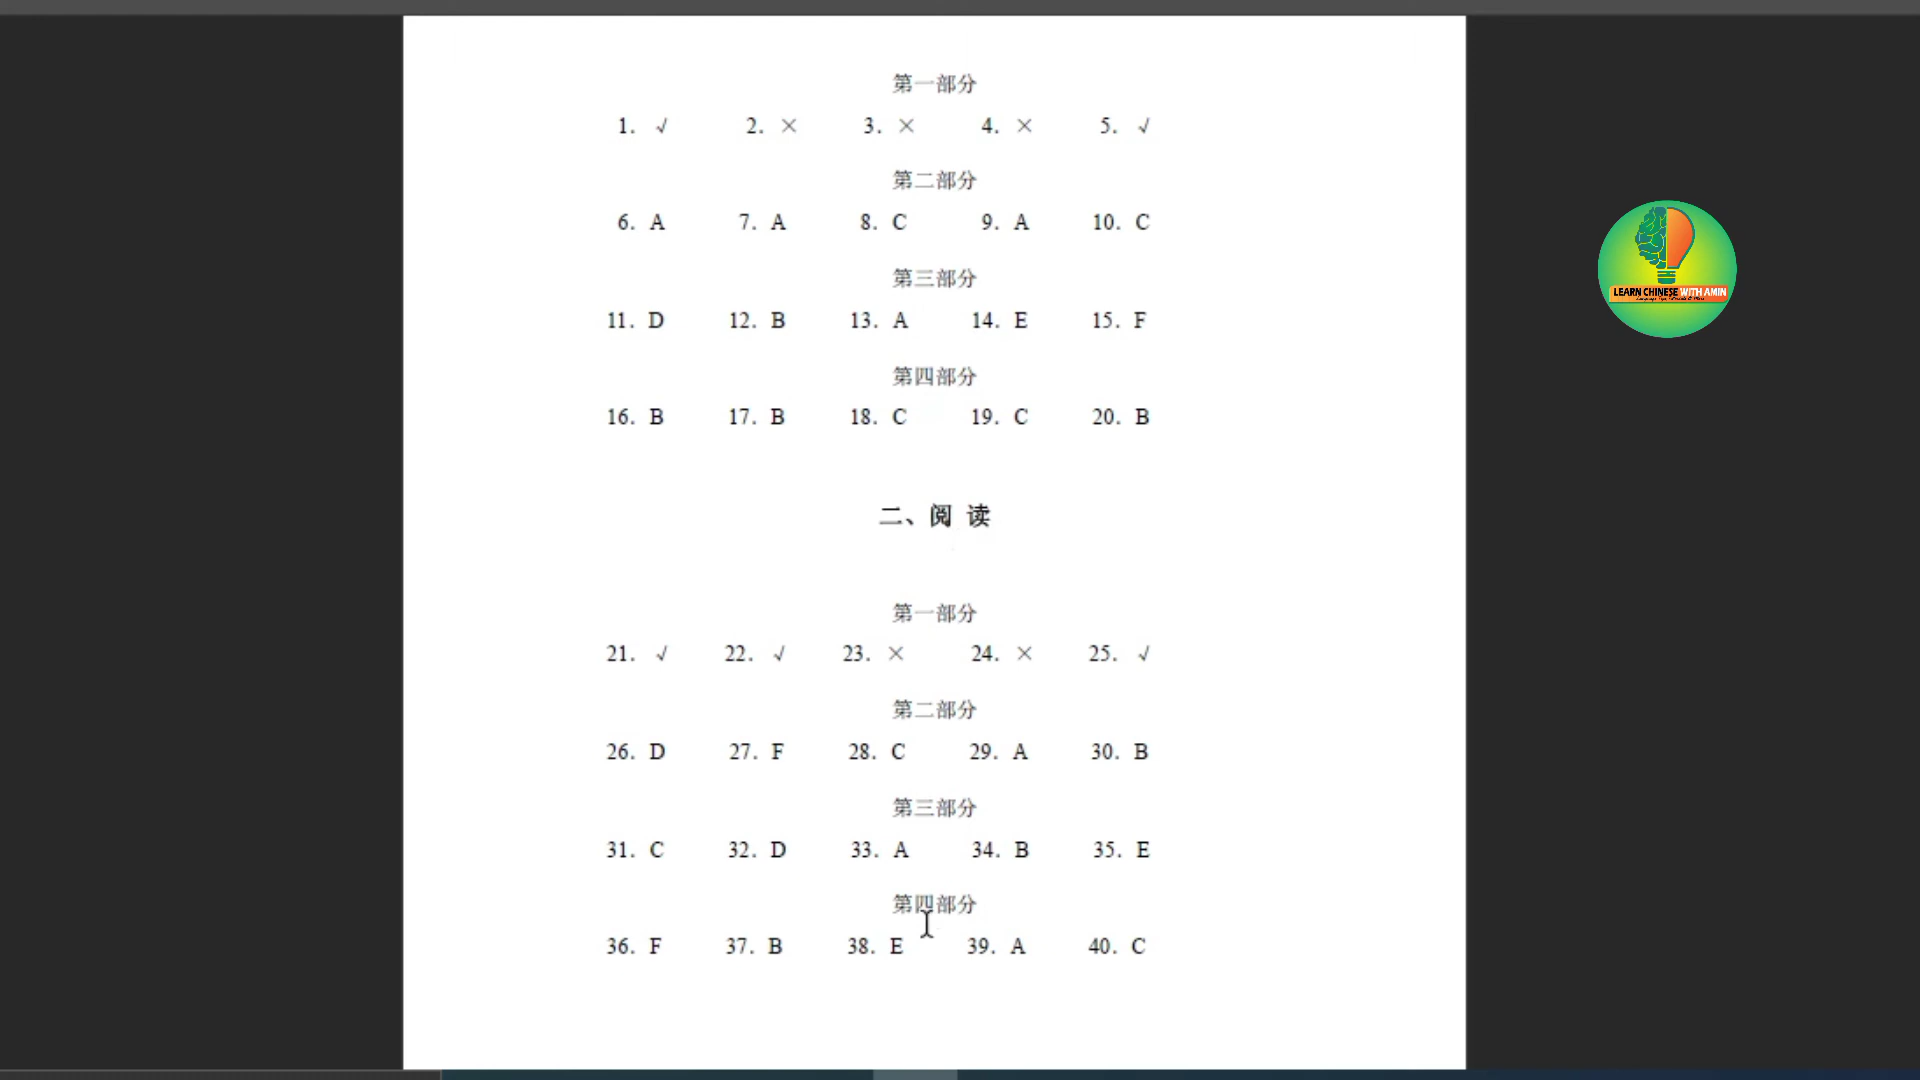 第一部分
1. √ 2. × 3. × 4. × 5. √
第二部分
6. A 7. A 8. C 9. A 10. C
第三部分
11. D 12. B 13. A 14. E 15. F
第四部分
16. B 17. B 18. C 19. C 20. B
二、阅 读
第一部分
21. √ 22. √ 23. × 24. × 25. √
第二部分
26. D 27. F 28. C 29. A 30. B
第三部分
31. C 32. D 33. A 34. B 35. E
第四部分
36. F 37. B 38. E 39. A 40. C
LEARN CHINESE WITH AMIN